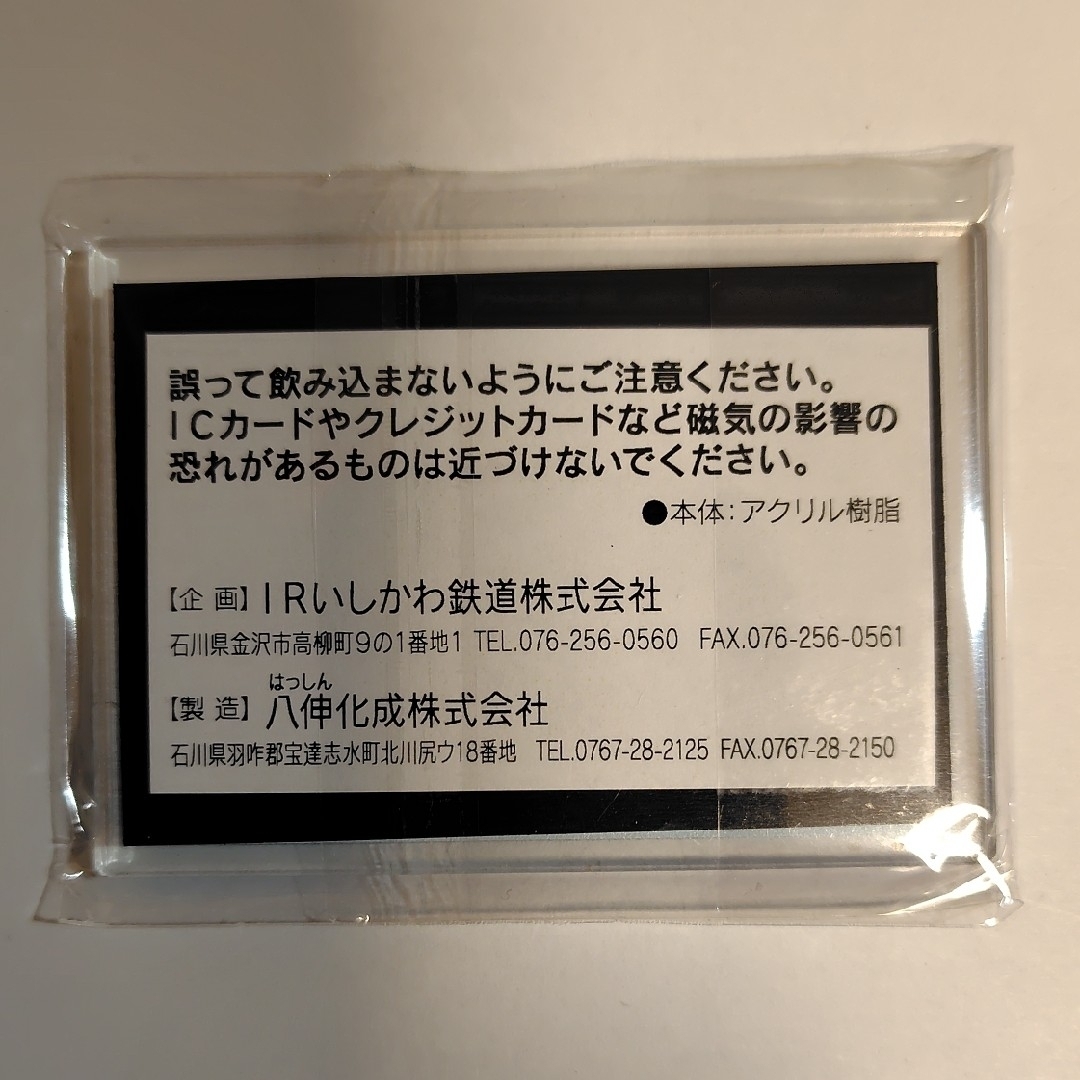 誤って飲み込まないようにご注意ください。
ICカードやクレジットカードなど磁気の影響の
恐れがあるものは近づけないでください。
●本体：アクリル樹脂
【企 画】IRいしかわ鉄道株式会社
石川県金沢市高柳町9の1番地1 TEL.076-256-0560 FAX.076-256-0561
はっしん
【製 造】八伸化成株式会社
石川県羽咋郡宝達志水町北川尻ウ18番地 TEL.0767-28-2125 FAX.0767-28-2150